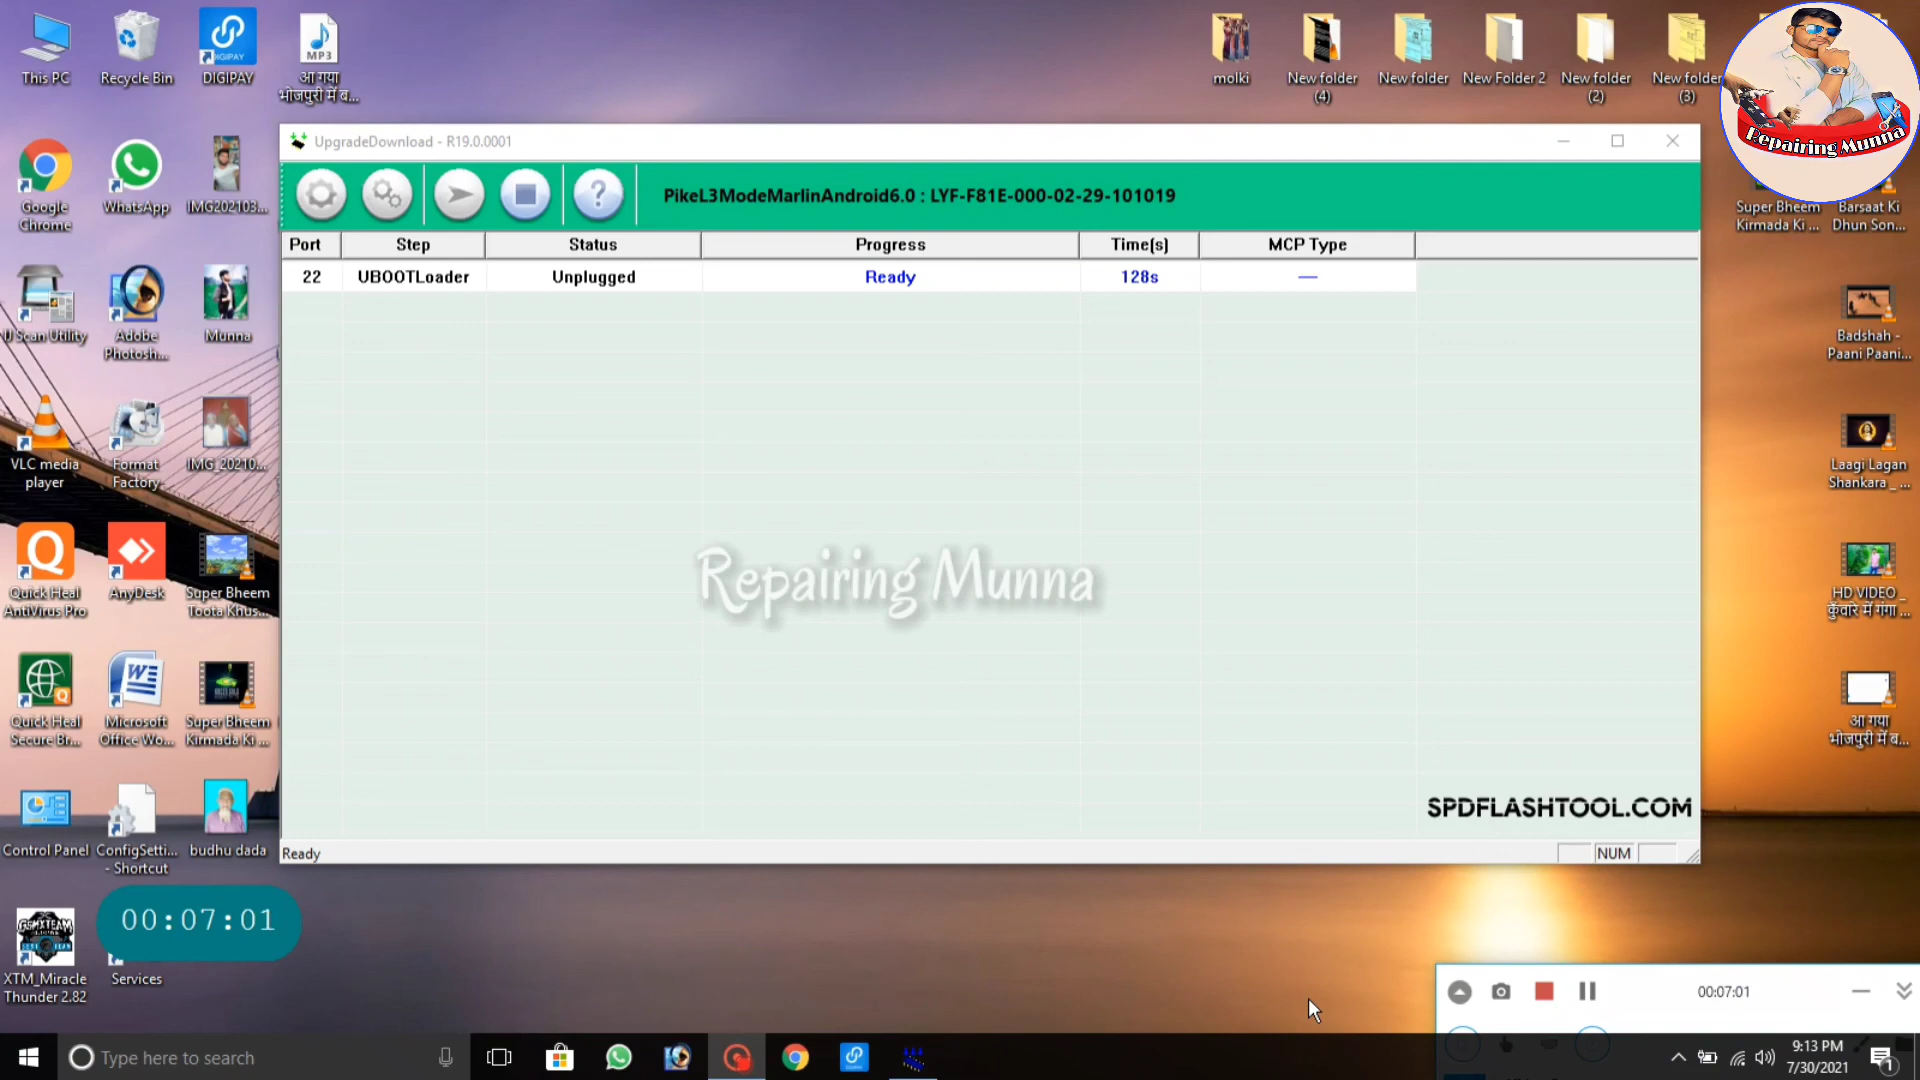 This PC
Recycle Bin
DIGIPAY
DIGIPAY
MP3
आ गया
भोजपुरी में ब...
molki
New folder
(4)
New folder
New Folder 2
New folder
(2)
New folder
(3)
Repairing Munna
UpgradeDownload - R19.0.0001
PikeL3ModeMarlinAndroid6.0 : LYF-F81E-000-02-29-101019
Port
Step
Status
Progress
Time(s)
MCP Type
22
UBOOTLoader
Unplugged
Ready
128s
—
Google
Chrome
WhatsApp
IMG202103...
Super Bheem
Kirmada Ki ...
Barsaat Ki
Dhun Son...
IJ Scan Utility
Adobe
Photosh...
Munna
Badshah -
Paani Paani...
VLC media
player
Format
Factory
IMG_20210...
Laagi Lagan
Shankara _ ...
Repairing Munna
Quick Heal
AntiVirus Pro
AnyDesk
Super Bheem
Toota Khus...
HD VIDEO _
कुँवारे में गंगा ...
Quick Heal
Secure Br...
Microsoft
Office Wo...
Super Bheem
Kirmada Ki ...
आ गया
भोजपुरी में ब...
SPDFLASHTOOL.COM
Control Panel
ConfigSetti...
- Shortcut
budhu dada
Ready
NUM
00:07:01
XTM_Miracle
Thunder 2.82
Services
00:07:01
Type here to search
9:13 PM
7/30/2021
1